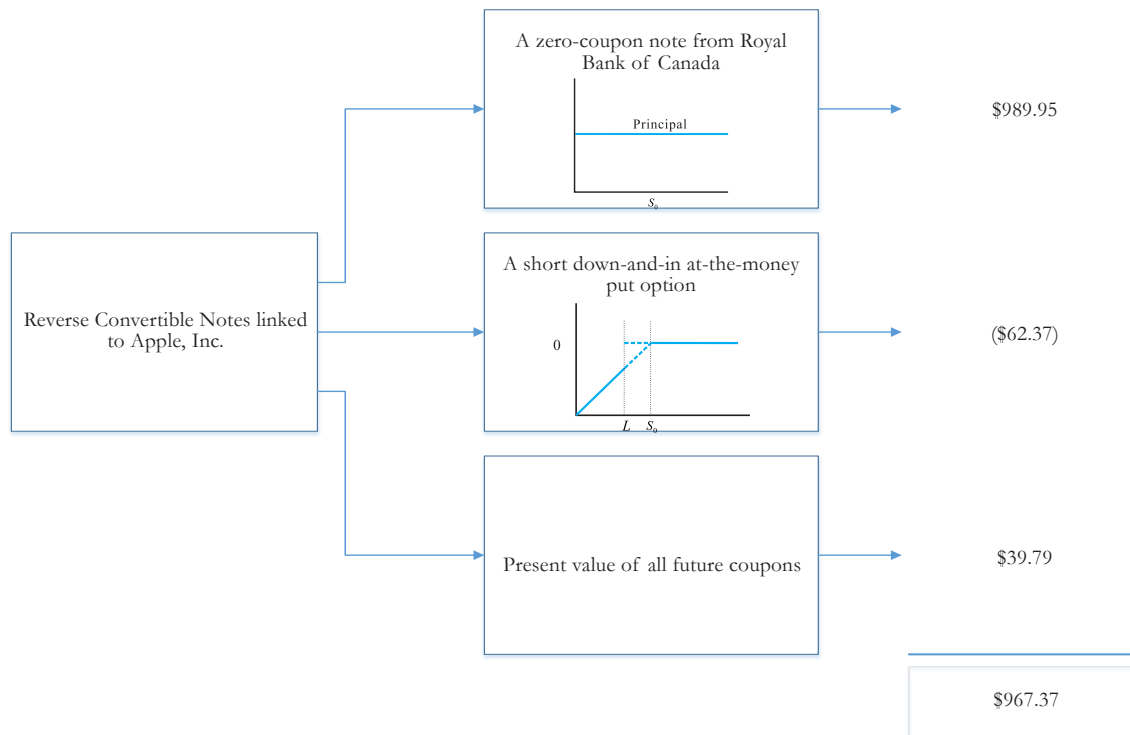 A zero-coupon note from Royal
Bank of Canada
Principal
S₀
$989.95
Reverse Convertible Notes linked
to Apple, Inc.
A short down-and-in at-the-money
put option
0
L S₀
($62.37)
Present value of all future coupons
$39.79
$967.37